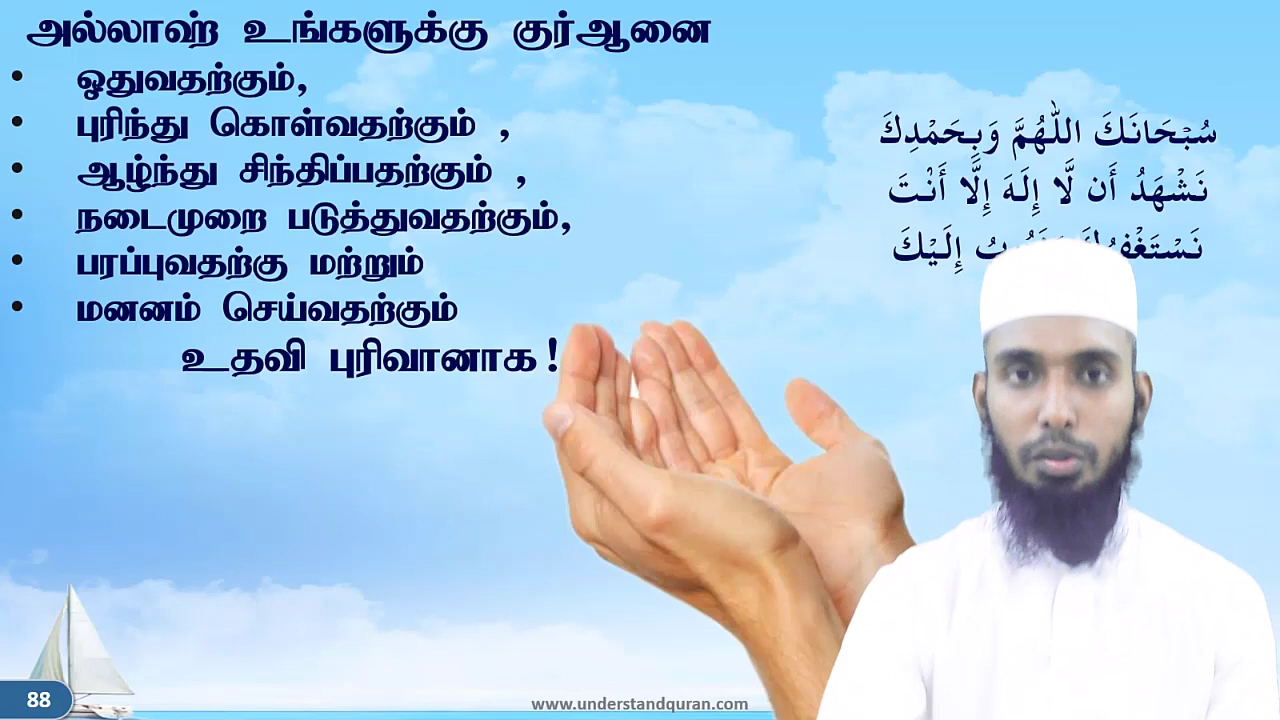 அல்லாஹ் உங்களுக்கு குர்ஆனை
• ஓதுவதற்கும்,
• புரிந்து கொள்வதற்கும் ,
• ஆழ்ந்து சிந்திப்பதற்கும் ,
• நடைமுறை படுத்துவதற்கும்,
• பரப்புவதற்கு மற்றும்
• மனனம் செய்வதற்கும்
உதவி புரிவானாக!
سُبْحَانَكَ اللّٰهُمَّ وَبِحَمْدِكَ
نَشْهَدُ أَن لَّا إِلَهَ إِلَّا أَنْتَ
إِلَيْكَ
88
www.understandquran.com